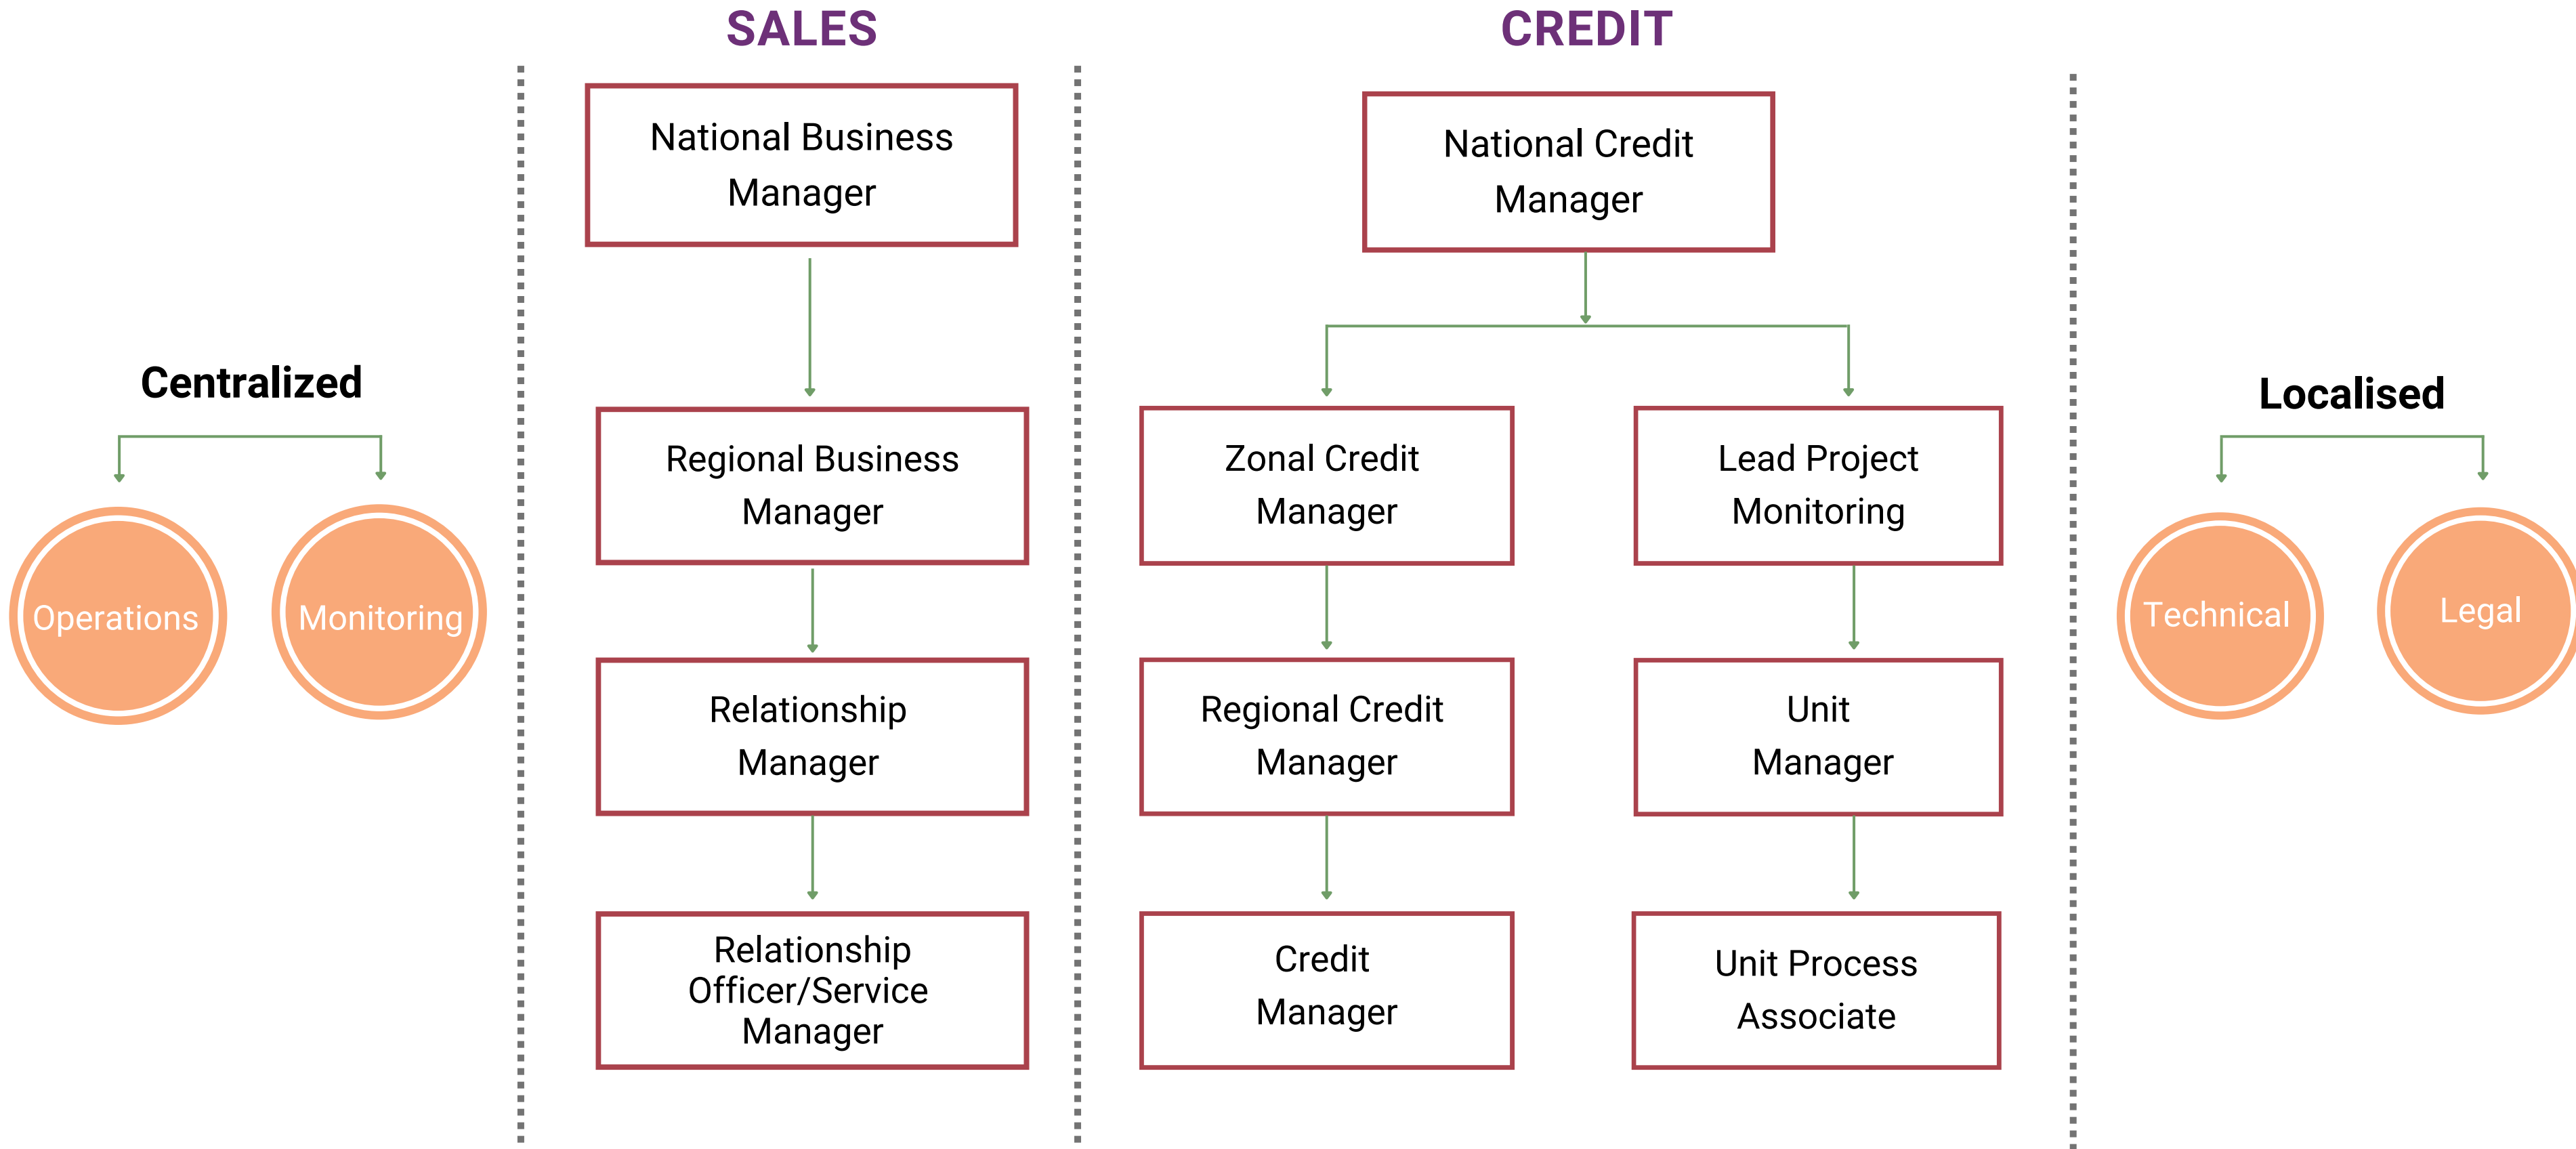 SALES
CREDIT
National Business
Manager
National Credit
Manager
Centralized
Localised
Regional Business
Manager
Zonal Credit
Manager
Lead Project
Monitoring
Operations
Monitoring
Technical
Legal
Relationship
Manager
Regional Credit
Manager
Unit
Manager
Relationship
Officer/Service
Manager
Credit
Manager
Unit Process
Associate